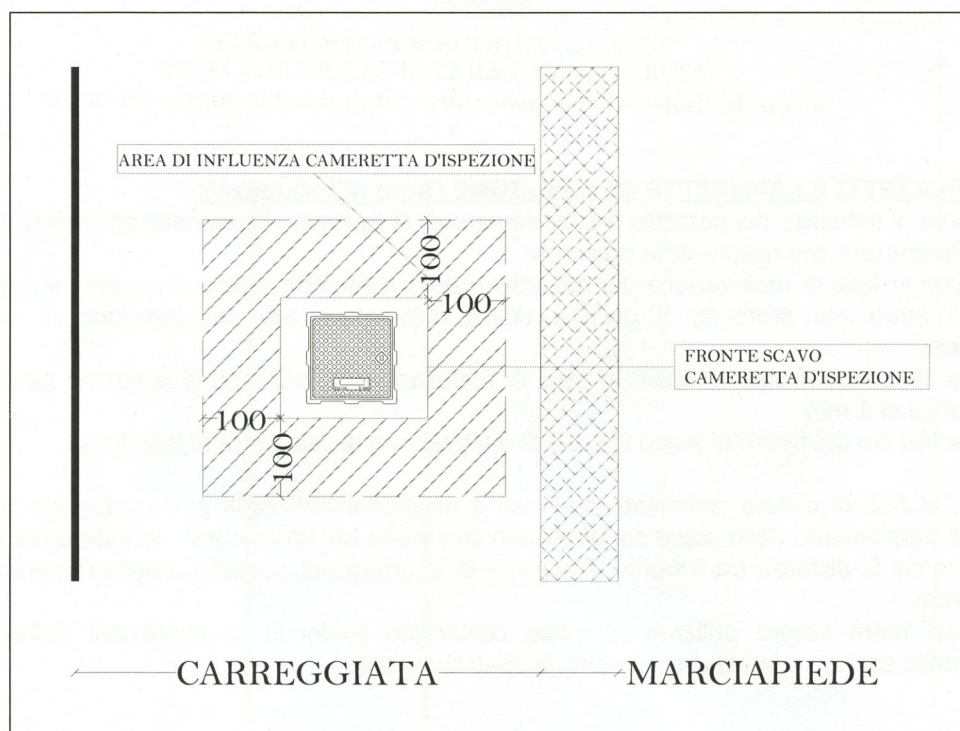 AREA DI INFLUENZA CAMERETTA D'ISPEZIONE
100
100
FRONTE SCAVO
CAMERETTA D'ISPEZIONE
100
100
CARREGGIATA
MARCIAPIEDE